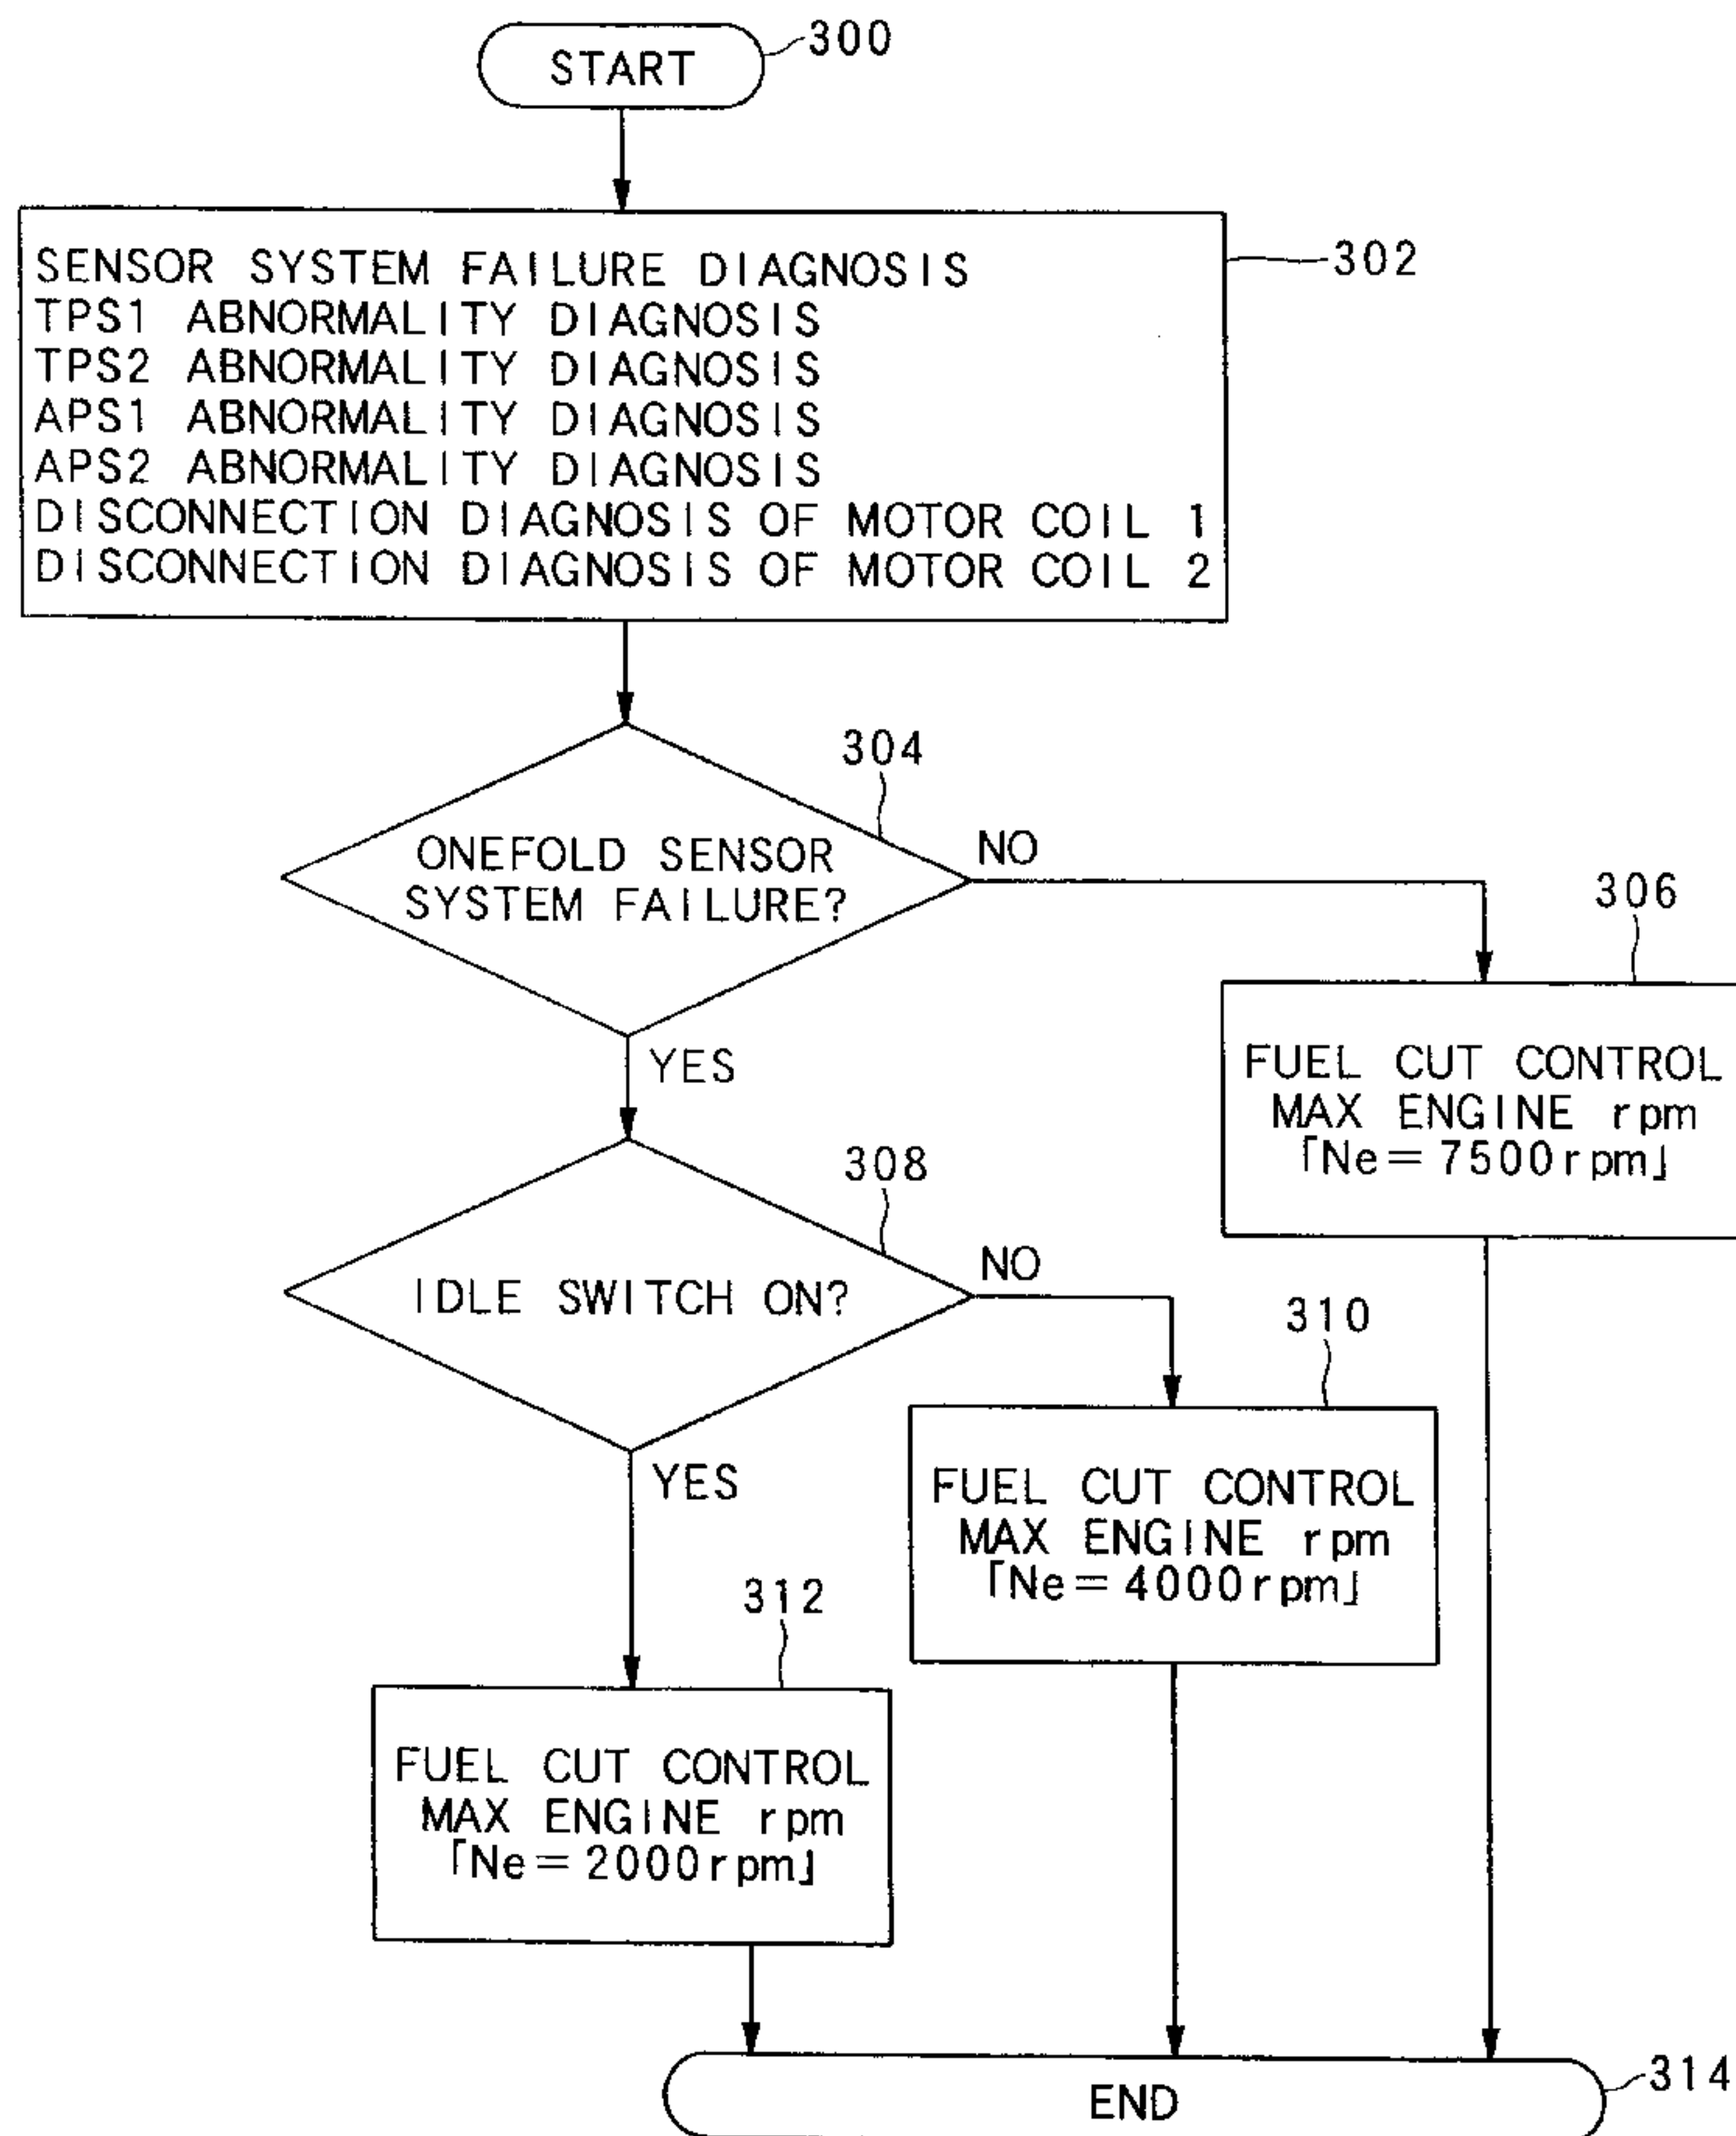 START
300
302
SENSOR SYSTEM FAILURE DIAGNOSIS
TPS1 ABNORMALITY DIAGNOSIS
TPS2 ABNORMALITY DIAGNOSIS
APS1 ABNORMALITY DIAGNOSIS
APS2 ABNORMALITY DIAGNOSIS
DISCONNECTION DIAGNOSIS OF MOTOR COIL 1
DISCONNECTION DIAGNOSIS OF MOTOR COIL 2
304
ONEFOLD SENSOR
SYSTEM FAILURE?
NO
YES
306
FUEL CUT CONTROL
MAX ENGINE rpm
「Ne=7500rpm」
308
IDLE SWITCH ON?
NO
YES
310
FUEL CUT CONTROL
MAX ENGINE rpm
「Ne=4000rpm」
312
FUEL CUT CONTROL
MAX ENGINE rpm
「Ne=2000rpm」
END
314